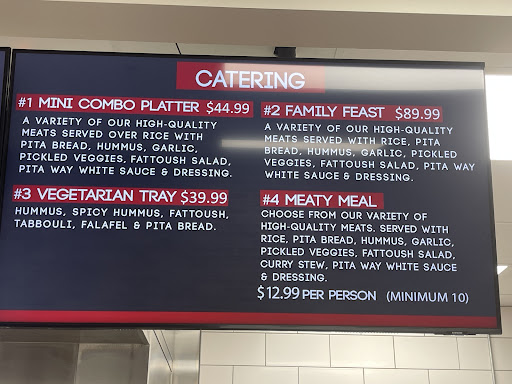 CATERING
#1 MINI COMBO PLATTER $44.99
A VARIETY OF OUR HIGH-QUALITY
MEATS SERVED OVER RICE WITH
PITA BREAD, HUMMUS, GARLIC,
PICKLED VEGGIES, FATTOUSH SALAD,
PITA WAY WHITE SAUCE & DRESSING.
#2 FAMILY FEAST $89.99
A VARIETY OF OUR HIGH-QUALITY
MEATS SERVED WITH RICE, PITA
BREAD, HUMMUS, GARLIC, PICKLED
VEGGIES, FATTOUSH SALAD, PITA WAY
WHITE SAUCE & DRESSING.
#3 VEGETARIAN TRAY $39.99
HUMMUS, SPICY HUMMUS, FATTOUSH,
TABBOULI, FALAFEL & PITA BREAD.
#4 MEATY MEAL
CHOOSE FROM OUR VARIETY OF
HIGH-QUALITY MEATS. SERVED WITH
RICE, PITA BREAD, HUMMUS, GARLIC,
PICKLED VEGGIES, FATTOUSH SALAD,
CURRY STEW, PITA WAY WHITE SAUCE
& DRESSING.
$12.99 PER PERSON (MINIMUM 10)